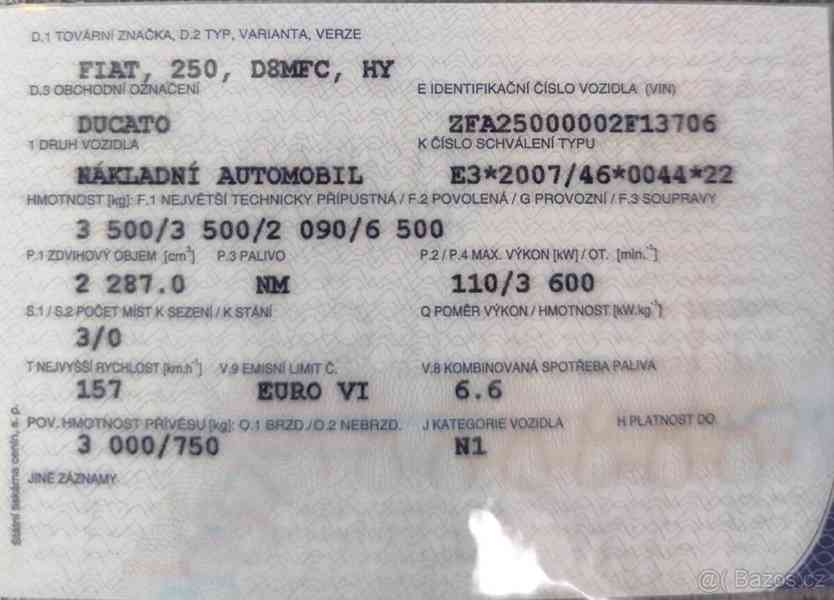 D.1 TOVÁRNÍ ZNAČKA, D.2 TYP, VARIANTA, VERZE
FIAT, 250, D8MFC, HY
D.3 OBCHODNÍ OZNAČENÍ E IDENTIFIKAČNÍ ČÍSLO VOZIDLA (VIN)
DUCATO ZFA25000002F13706
1 DRUH VOZIDLA K ČÍSLO SCHVÁLENÍ TYPU
NÁKLADNÍ AUTOMOBIL E3*2007/46*0044*22
HMOTNOST [kg]: F.1 NEJVĚTŠÍ TECHNICKY PŘÍPUSTNÁ / F.2 POVOLENÁ / G PROVOZNÍ / F.3 SOUPRAVY
3 500/3 500/2 090/6 500
P.1 ZDVIHOVÝ OBJEM [cm³] P.3 PALIVO P.2 / P.4 MAX. VÝKON [kW] / OT. [min.⁻¹]
2 287.0 NM 110/3 600
S.1 / S.2 POČET MÍST K SEZENÍ / K STÁNÍ Q POMĚR VÝKON / HMOTNOST [kW.kg⁻¹]
3/0
T NEJVYŠŠÍ RYCHLOST [km.h⁻¹] V.9 EMISNÍ LIMIT Č. V.8 KOMBINOVANÁ SPOTŘEBA PALIVA
157 EURO VI 6.6
POV. HMOTNOST PŘÍVĚSU [kg]: O.1 BRZD./O.2 NEBRZD. J KATEGORIE VOZIDLA H PLATNOST DO
3 000/750 N1
JINÉ ZÁZNAMY
Státní tiskárna cenin, s. p.
@( Bazos.cz